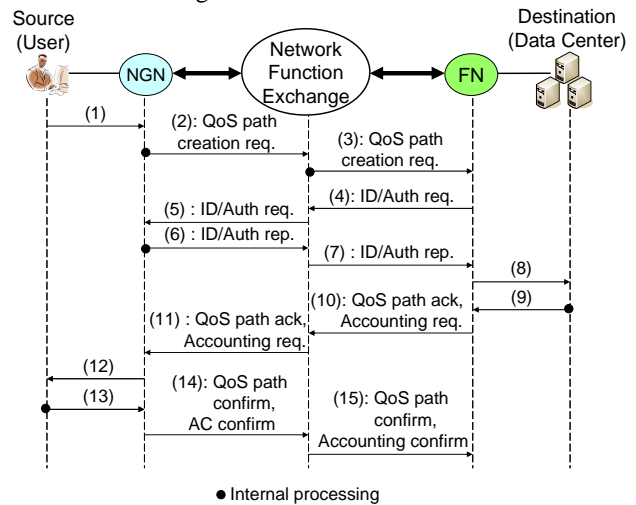 Source
(User)
Destination
(Data Center)
NGN
Network
Function
Exchange
FN
(1)
(2): QoS path
creation req.
(3): QoS path
creation req.
(4): ID/Auth req.
(5) : ID/Auth req.
(6) : ID/Auth rep.
(7) : ID/Auth rep.
(8)
(9)
(10): QoS path ack,
Accounting req.
(11) : QoS path ack,
Accounting req.
(12)
(13)
(14): QoS path
confirm,
AC confirm
(15): QoS path
confirm,
Accounting confirm
Internal processing